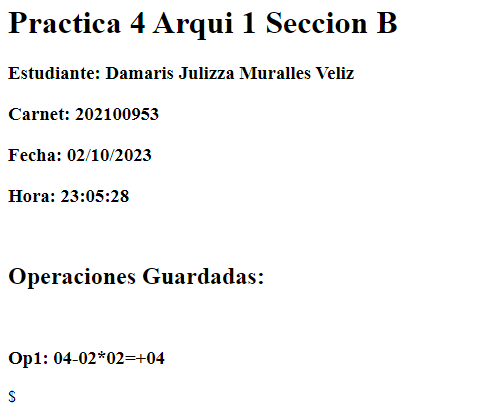 Practica 4 Arqui 1 Seccion B
Estudiante: Damaris Julizza Muralles Veliz
Carnet: 202100953
Fecha: 02/10/2023
Hora: 23:05:28
Operaciones Guardadas:
Op1: 04-02*02=+04
$